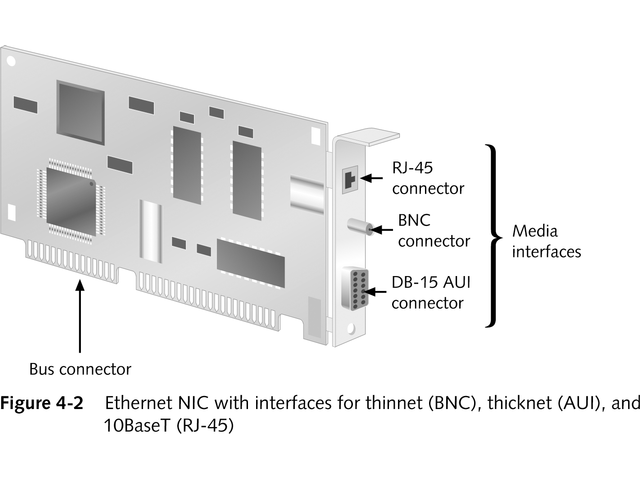 RJ-45
connector
BNC
connector
Media
interfaces
DB-15 AUI
connector
Bus connector
Figure 4-2 Ethernet NIC with interfaces for thinnet (BNC), thicknet (AUI), and
10BaseT (RJ-45)